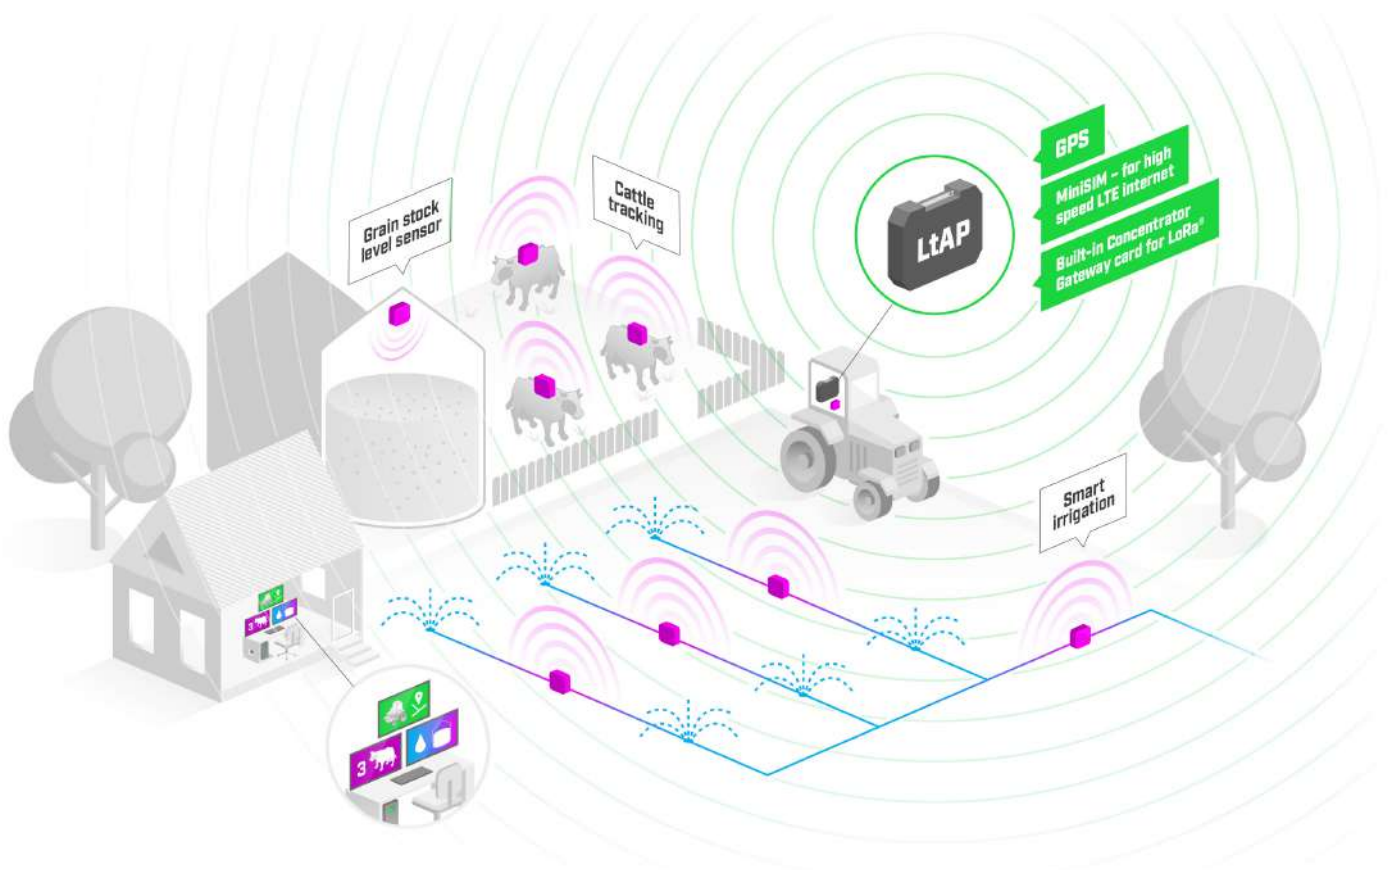 GPS
MiniSIM – for high
speed LTE internet
Built-in Concentrator
Gateway card for LoRa®
LtAP
Cattle
tracking
Grain stock
level sensor
Smart
irrigation
3
3